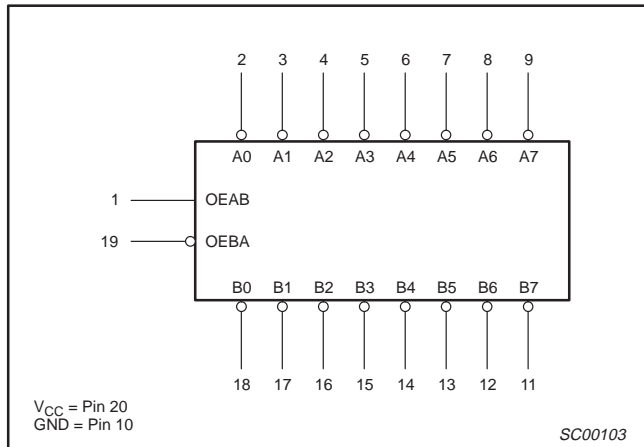 2 3 4 5 6 7 8 9
A0 A1 A2 A3 A4 A5 A6 A7
1 OEAB
19 OEBA
B0 B1 B2 B3 B4 B5 B6 B7
18 17 16 15 14 13 12 11
VCC = Pin 20
GND = Pin 10
SC00103